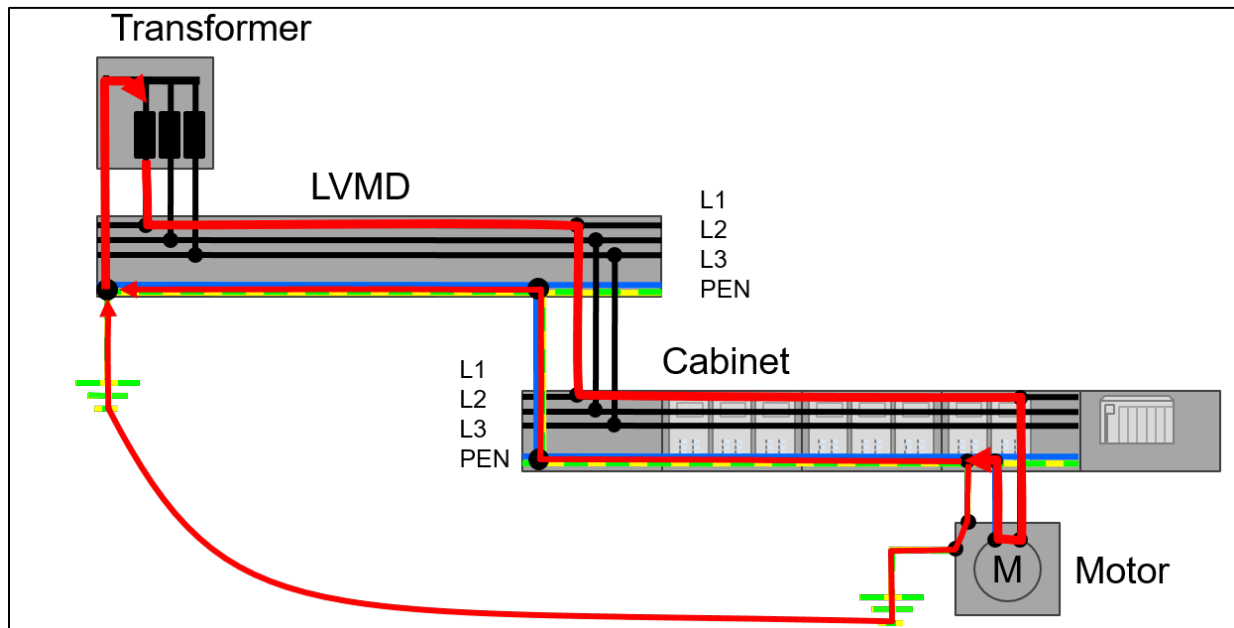 Transformer
LVMD
L1
L2
L3
PEN
L1
L2
L3
PEN
Cabinet
M
Motor